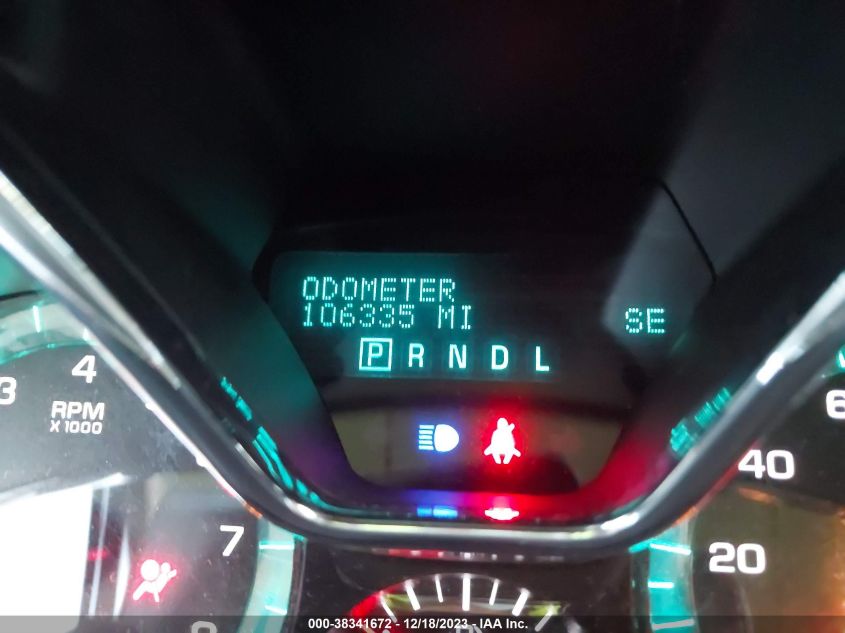 ODOMETER
106335 MI
SE
P R N D L
3
4
RPM
X 1000
7
8
6
40
20
000-38341672 - 12/18/2023 - IAA Inc.